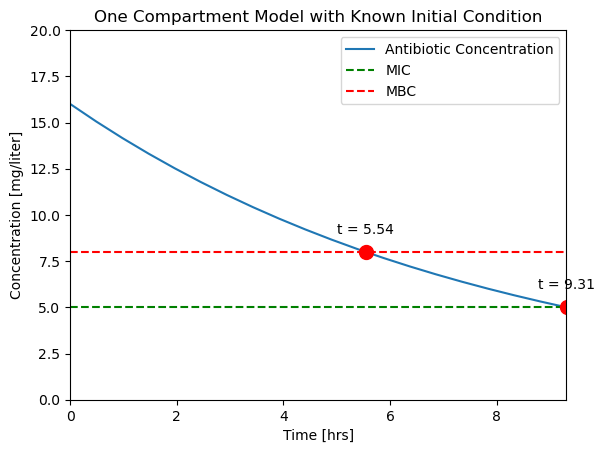 One Compartment Model with Known Initial Condition
20.0
17.5
15.0
12.5
10.0
7.5
5.0
2.5
0.0
Concentration [mg/liter]
Antibiotic Concentration
MIC
MBC
t = 5.54
t = 9.31
0
2
4
6
8
Time [hrs]